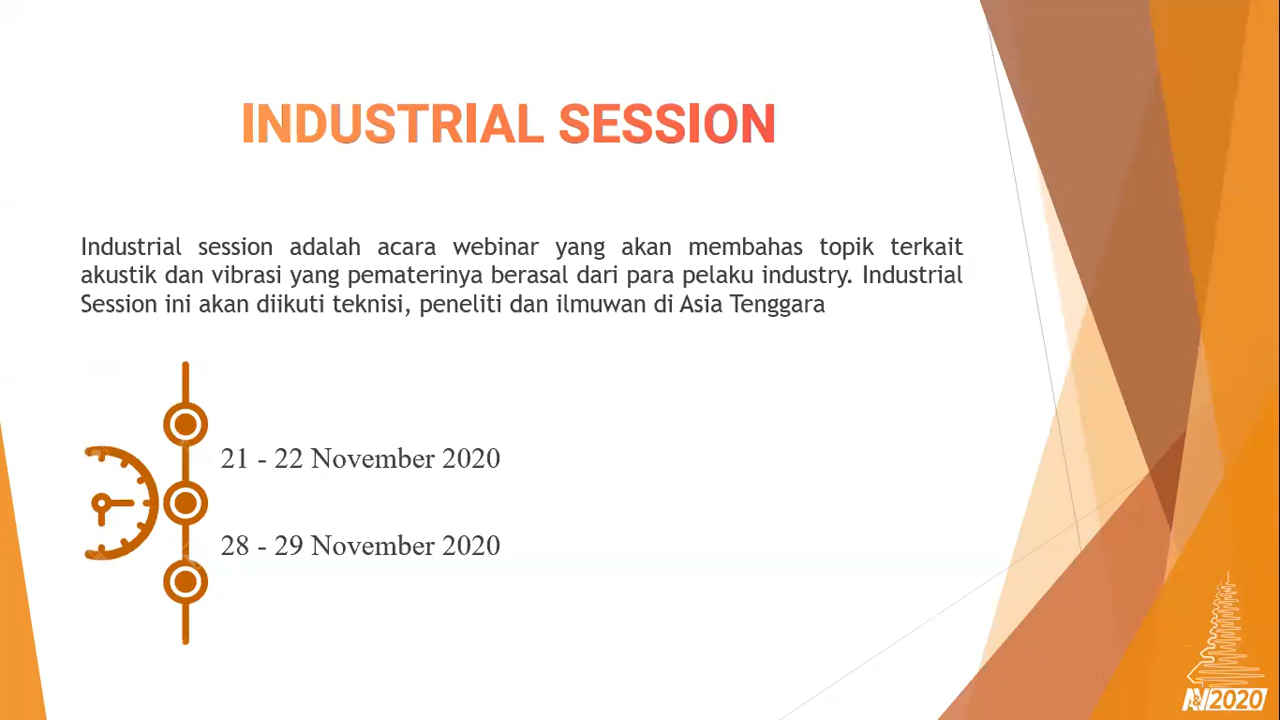 INDUSTRIAL SESSION
Industrial session adalah acara webinar yang akan membahas topik terkait
akustik dan vibrasi yang pematerinya berasal dari para pelaku industry. Industrial
Session ini akan diikuti teknisi, peneliti dan ilmuwan di Asia Tenggara
21 - 22 November 2020
28 - 29 November 2020
A&V2020